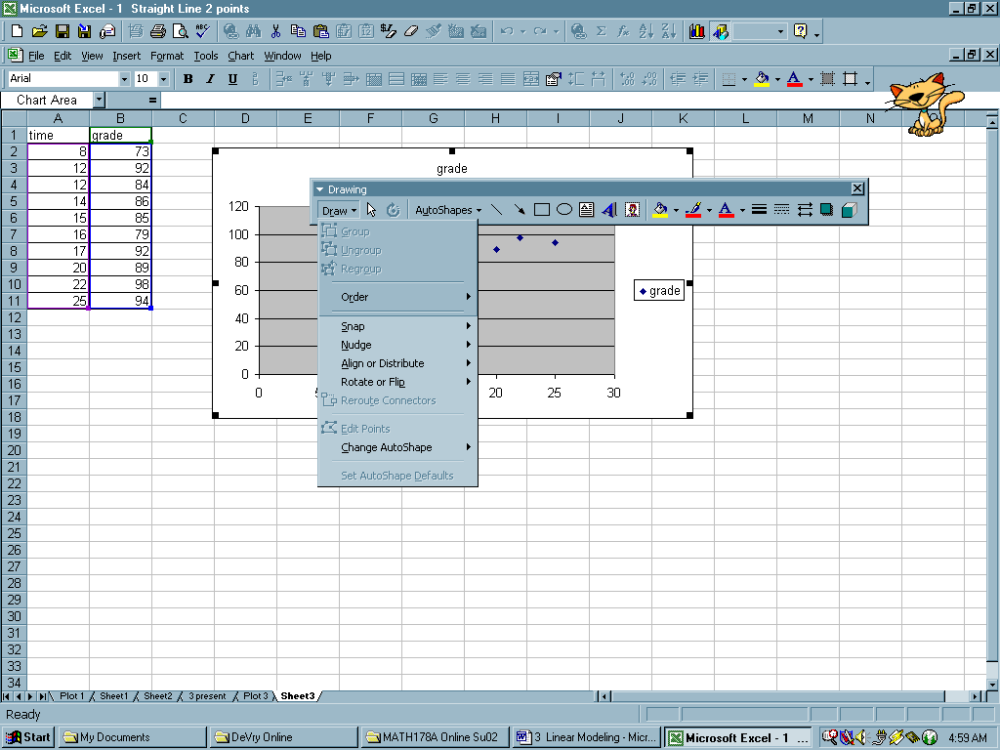 Microsoft Excel - 1 Straight Line 2 points
File Edit View Insert Format Tools Chart Window Help
Arial 10 B I U
Chart Area =
A B C D E F G H I J K L M N
1 time grade
2 8 73
3 12 92
4 12 84
5 14 86
6 15 85
7 16 79
8 17 92
9 20 89
10 22 98
11 25 94
12
13
14
15
16
17
18
19
20
21
22
23
24
25
26
27
28
29
30
31
32
33
34
grade
Drawing
Draw AutoShapes
120
100
80
60
40
20
0
0 20 25 30
grade
Group
Ungroup
Regroup
Order
Snap
Nudge
Align or Distribute
Rotate or Flip
Reroute Connectors
Edit Points
Change AutoShape
Set AutoShape Defaults
Plot 1 Sheet1 Sheet2 3 present Plot 3 Sheet3
Ready
Start My Documents DeVry Online MATH178A Online Su02 3 Linear Modeling - Micr... Microsoft Excel - 1 ... 4:59 AM